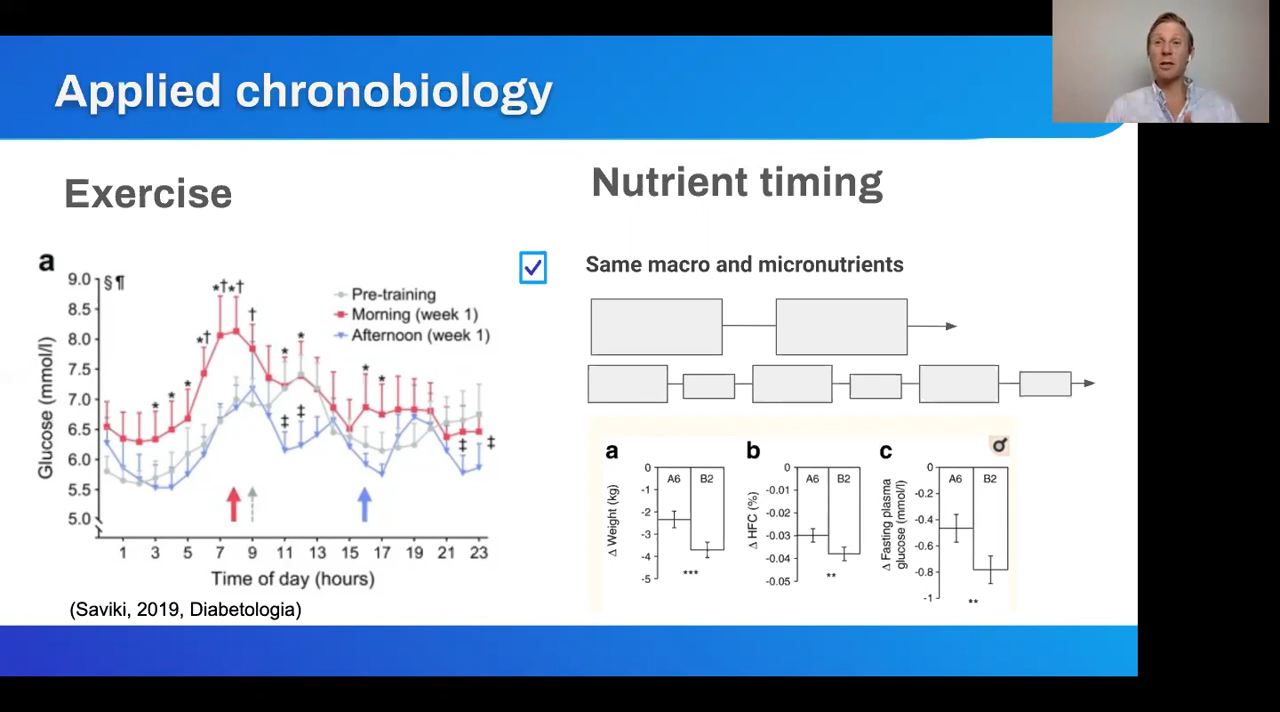 Applied chronobiology
Exercise
Nutrient timing
a
§ ¶
*† *†
†
*†
*
*
*
*
*
*
*
‡
‡
‡
‡
Pre-training
Morning (week 1)
Afternoon (week 1)
Glucose (mmol/l)
9.0
8.5
8.0
7.5
7.0
6.5
6.0
5.5
5.0
1 3 5 7 9 11 13 15 17 19 21 23
Time of day (hours)
(Saviki, 2019, Diabetologia)
Same macro and micronutrients
a
Δ Weight (kg)
0
-1
-2
-3
-4
-5
A6 B2
***
b
Δ HFC (%)
0
-0.01
-0.02
-0.03
-0.04
-0.05
A6 B2
**
c
Δ Fasting plasma
glucose (mmol/l)
0
-0.2
-0.4
-0.6
-0.8
-1
A6 B2
**